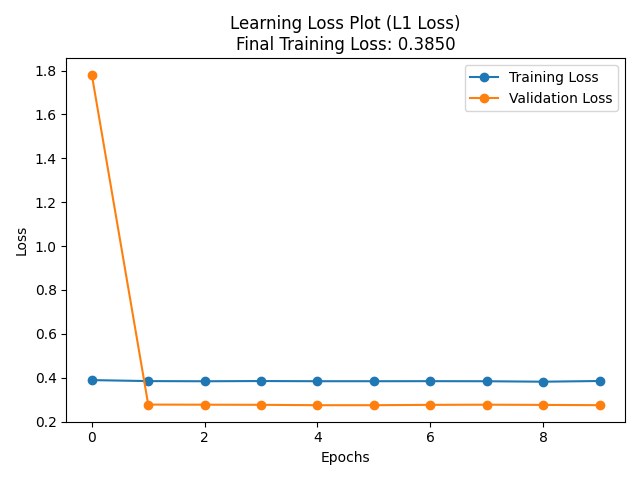 Learning Loss Plot (L1 Loss)
Final Training Loss: 0.3850
Training Loss
Validation Loss
1.8
1.6
1.4
1.2
1.0
0.8
0.6
0.4
0.2
Loss
0 2 4 6 8
Epochs